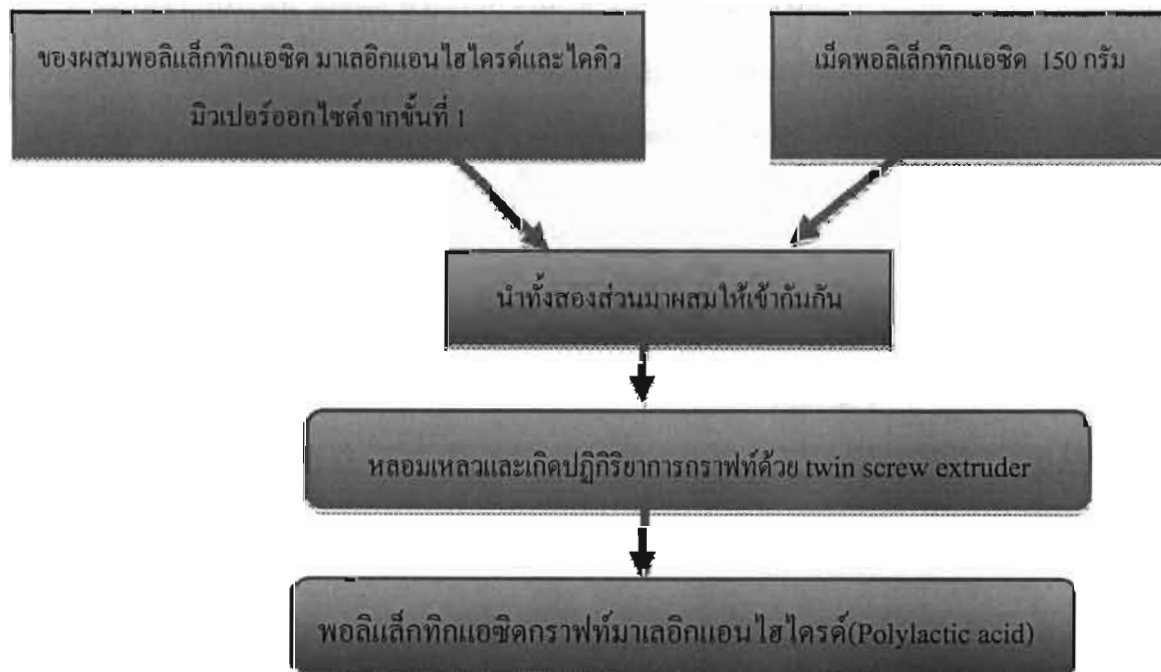 ของผสมพอลิแล็กทิกแอซิด มาเลอิกแอนไฮไดรด์และไดคิว
มิวเปอร์ออกไซด์จากขั้นที่ 1
เม็ดพอลิเล็กทิกแอซิด 150 กรัม
นำทั้งสองส่วนมาผสมให้เข้ากันกัน
หลอมเหลวและเกิดปฏิกิริยาการกราฟท์ด้วย twin screw extruder
พอลิแล็กทิกแอซิดกราฟท์มาเลอิกแอนไฮไดรด์(Polylactic acid)